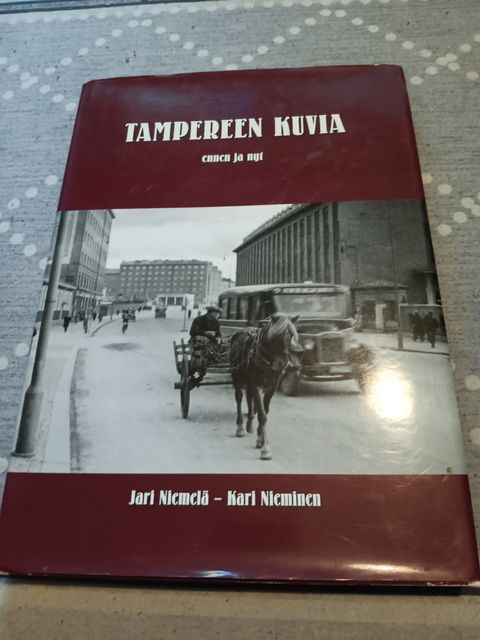 TAMPEREEN KUVIA
ennen ja nyt
Jari Niemelä – Kari Nieminen